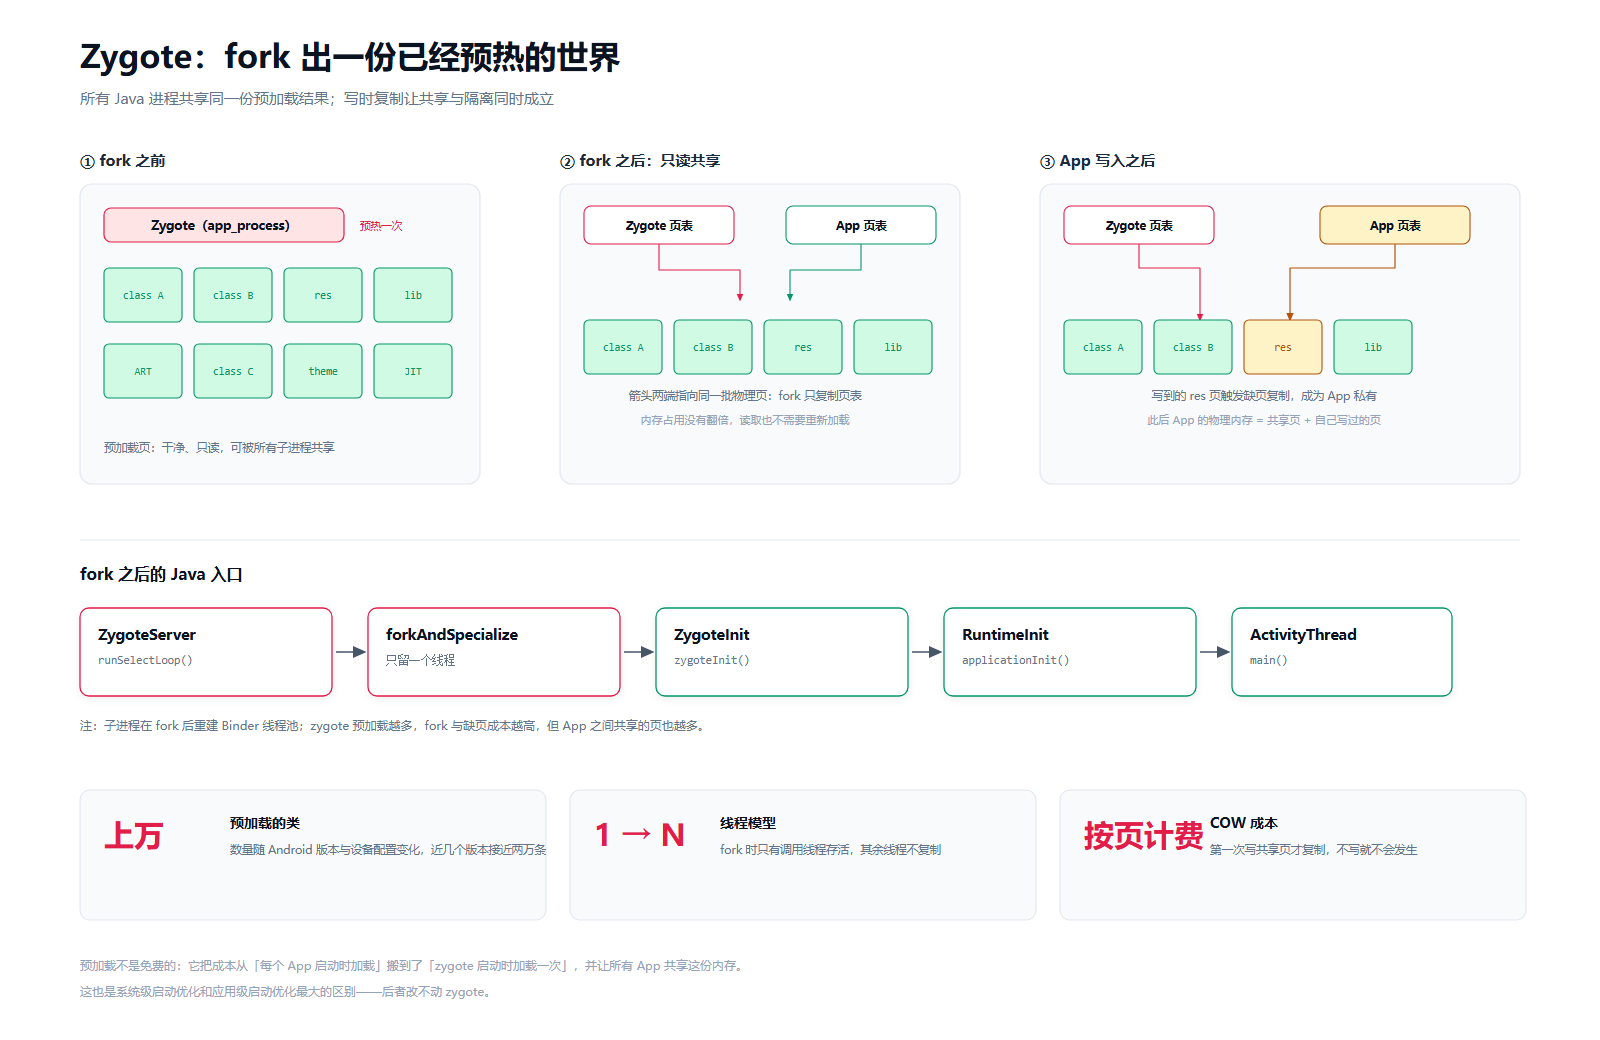 Zygote：fork 出一份已经预热的世界
所有 Java 进程共享同一份预加载结果；写时复制让共享与隔离同时成立
① fork 之前
Zygote（app_process）
预热一次
class A
class B
res
lib
ART
class C
theme
JIT
预加载页：干净、只读，可被所有子进程共享
② fork 之后：只读共享
Zygote 页表
App 页表
class A
class B
res
lib
箭头两端指向同一批物理页：fork 只复制页表
内存占用没有翻倍，读取也不需要重新加载
③ App 写入之后
Zygote 页表
App 页表
class A
class B
res
lib
写到的 res 页触发缺页复制，成为 App 私有
此后 App 的物理内存 = 共享页 + 自己写过的页
fork 之后的 Java 入口
ZygoteServer
runSelectLoop()
forkAndSpecialize
只留一个线程
ZygoteInit
zygoteInit()
RuntimeInit
applicationInit()
ActivityThread
main()
注：子进程在 fork 后重建 Binder 线程池；zygote 预加载越多，fork 与缺页成本越高，但 App 之间共享的页也越多。
上万
预加载的类
数量随 Android 版本与设备配置变化，近几个版本接近两万条
1 → N
线程模型
fork 时只有调用线程存活，其余线程不复制
按页计费
COW 成本
第一次写共享页才复制，不写就不会发生
预加载不是免费的：它把成本从「每个 App 启动时加载」搬到了「zygote 启动时加载一次」，并让所有 App 共享这份内存。
这也是系统级启动优化和应用级启动优化最大的区别——后者改不动 zygote。